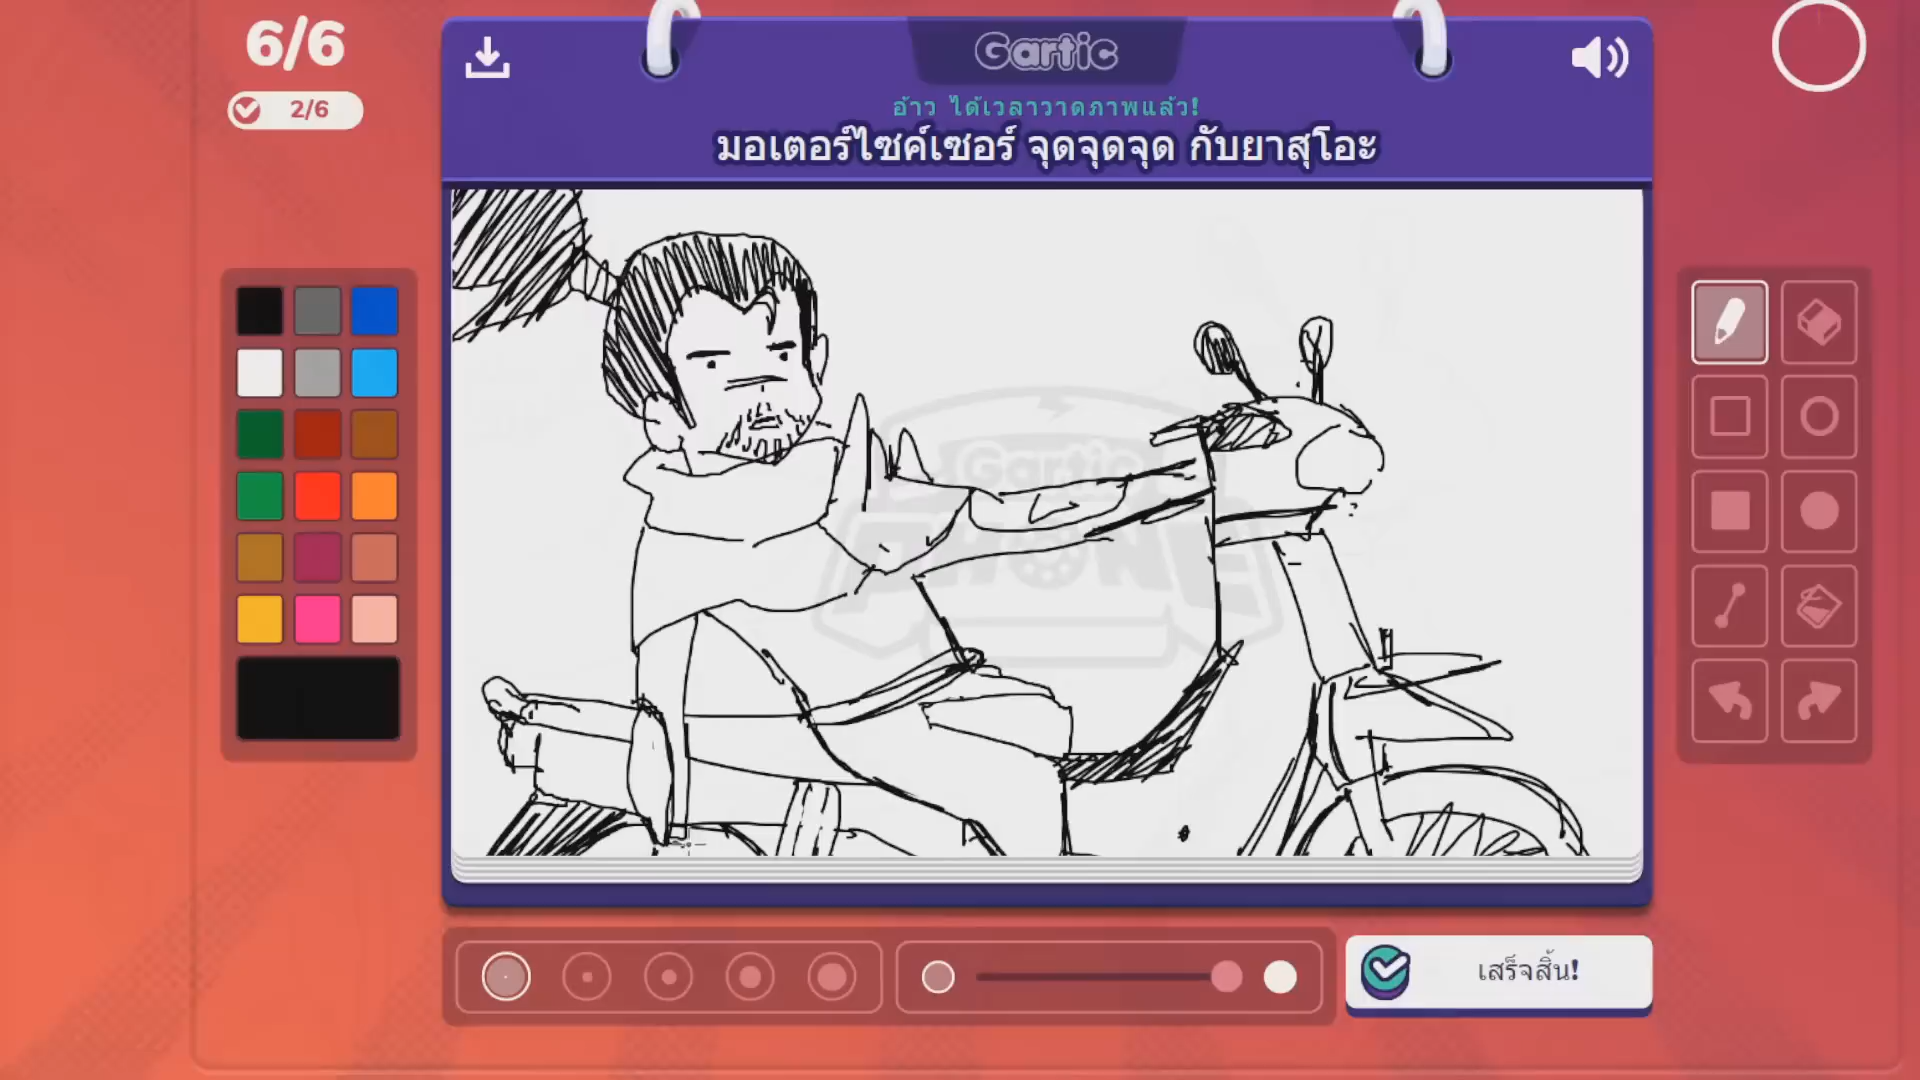 6/6
2/6
Gartic
อ้าว ได้เวลาวาดภาพแล้ว!
มอเตอร์ไซค์เซอร์ จุดจุดจุด กับยาสุโอะ
Gartic
PHONE
เสร็จสิ้น!